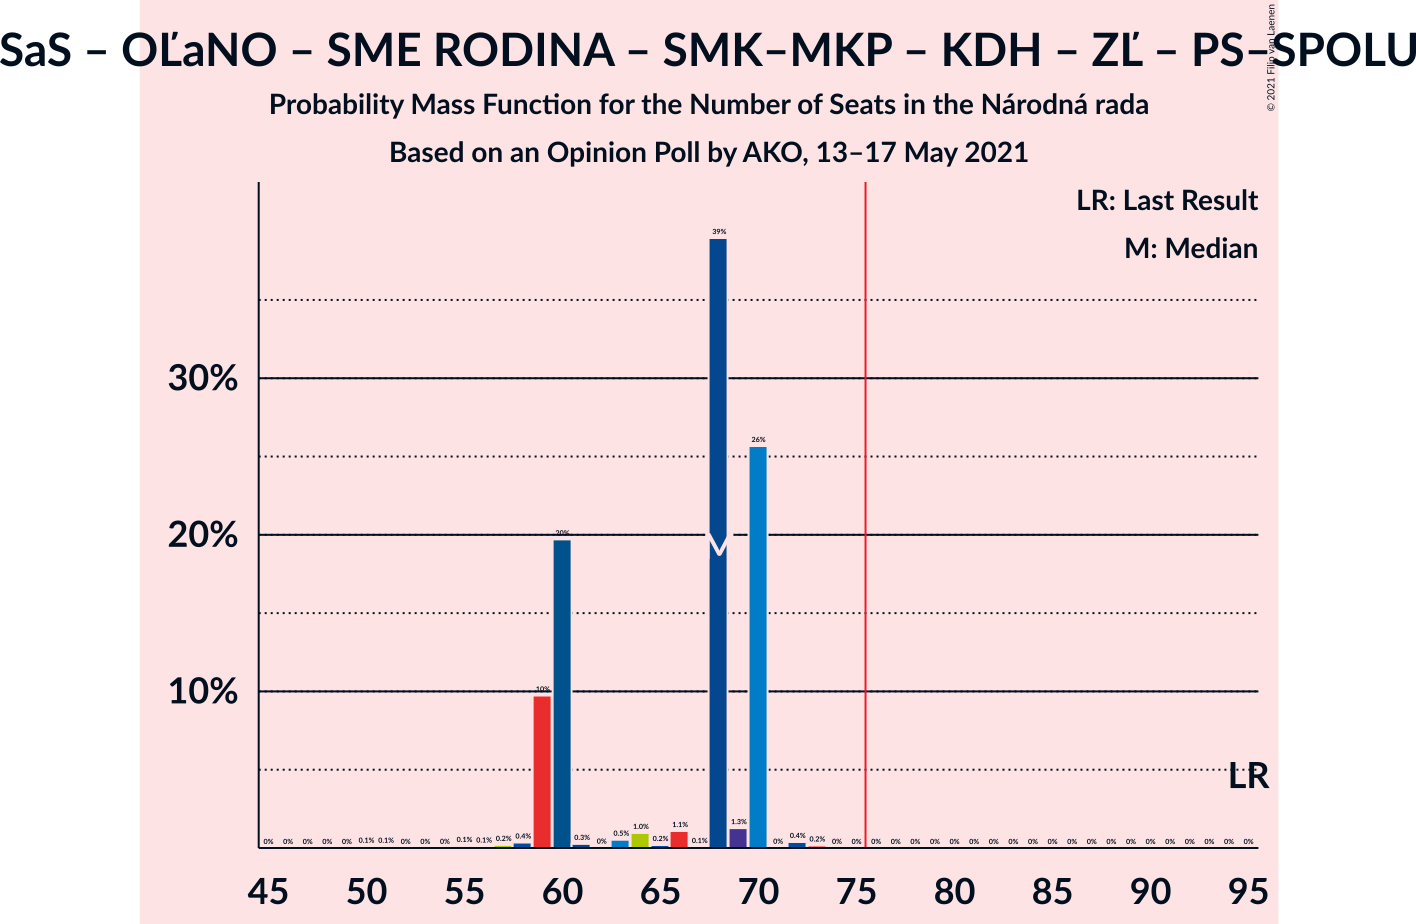 SaS – OĽaNO – SME RODINA – SMK–MKP – KDH – ZĽ – PS–SPOLU
Probability Mass Function for the Number of Seats in the Národná rada
Based on an Opinion Poll by AKO, 13–17 May 2021
© 2021 Filip van Laenen
LR: Last Result
M: Median
39%
30%
26%
20%
20%
M
10%
10%
LR
0% 0% 0% 0% 0% 0.1% 0.1% 0% 0% 0% 0.1% 0.1% 0.2% 0.4% 0.3% 0% 0.5% 1.0% 0.2% 1.1% 0.1% 1.3% 0% 0.4% 0.2% 0% 0% 0% 0% 0% 0% 0% 0% 0% 0% 0% 0% 0% 0% 0% 0% 0% 0% 0% 0% 0% 0%
45 50 55 60 65 70 75 80 85 90 95